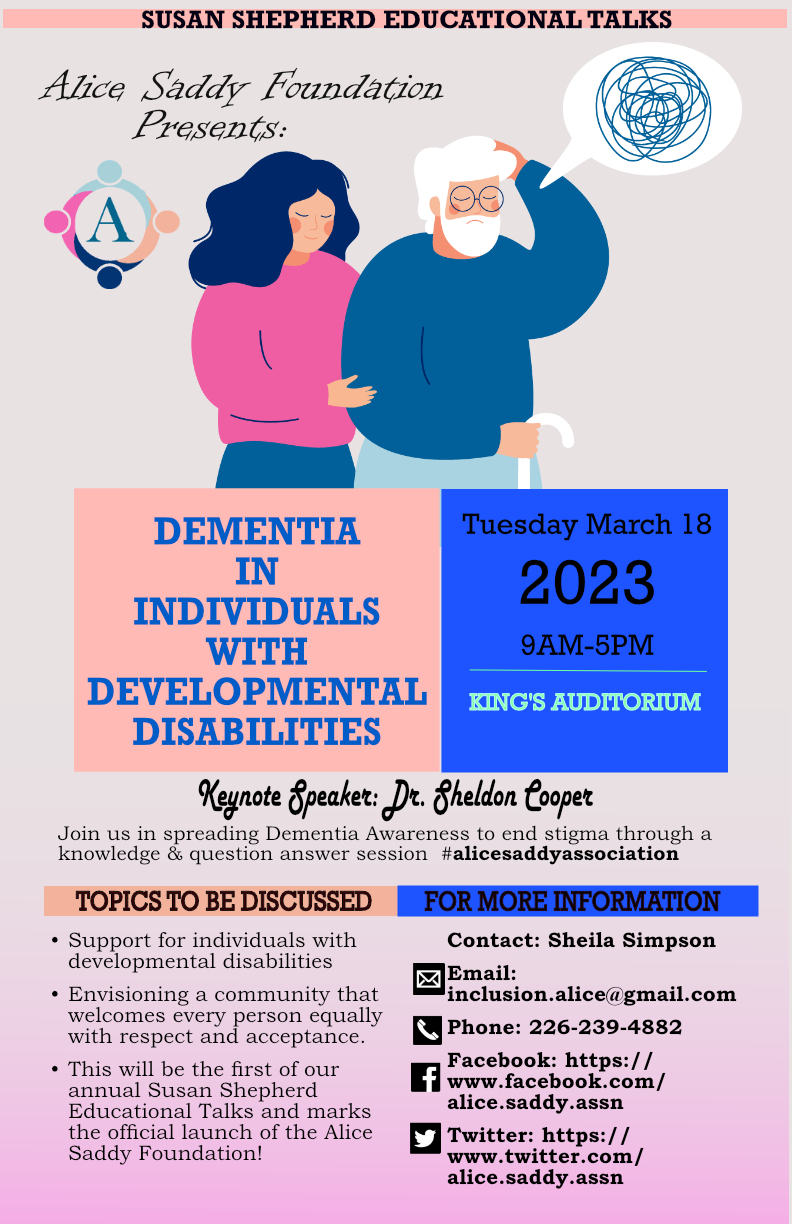 SUSAN SHEPHERD EDUCATIONAL TALKS
Alice Saddy Foundation
Presents:
A
DEMENTIA
IN
INDIVIDUALS
WITH
DEVELOPMENTAL
DISABILITIES
Tuesday March 18
2023
9AM-5PM
KING'S AUDITORIUM
Keynote Speaker: Dr. Sheldon Cooper
Join us in spreading Dementia Awareness to end stigma through a
knowledge & question answer session #alicesaddyassociation
TOPICS TO BE DISCUSSED
• Support for individuals with
developmental disabilities
• Envisioning a community that
welcomes every person equally
with respect and acceptance.
• This will be the first of our
annual Susan Shepherd
Educational Talks and marks
the official launch of the Alice
Saddy Foundation!
FOR MORE INFORMATION
Contact: Sheila Simpson
Email:
inclusion.alice@gmail.com
Phone: 226-239-4882
Facebook: https://
www.facebook.com/
alice.saddy.assn
Twitter: https://
www.twitter.com/
alice.saddy.assn